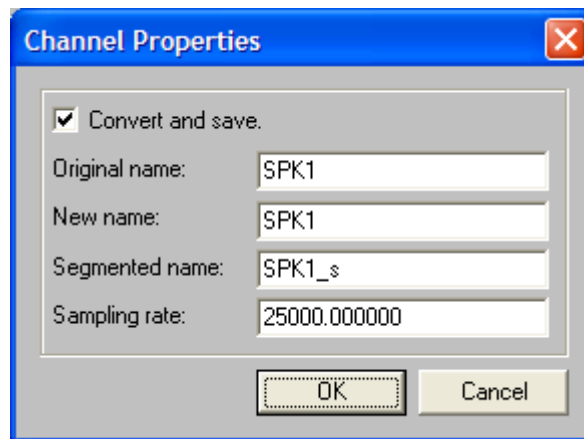 Channel Properties
Convert and save.
Original name: SPK1
New name: SPK1
Segmented name: SPK1_s
Sampling rate: 25000.000000
OK Cancel